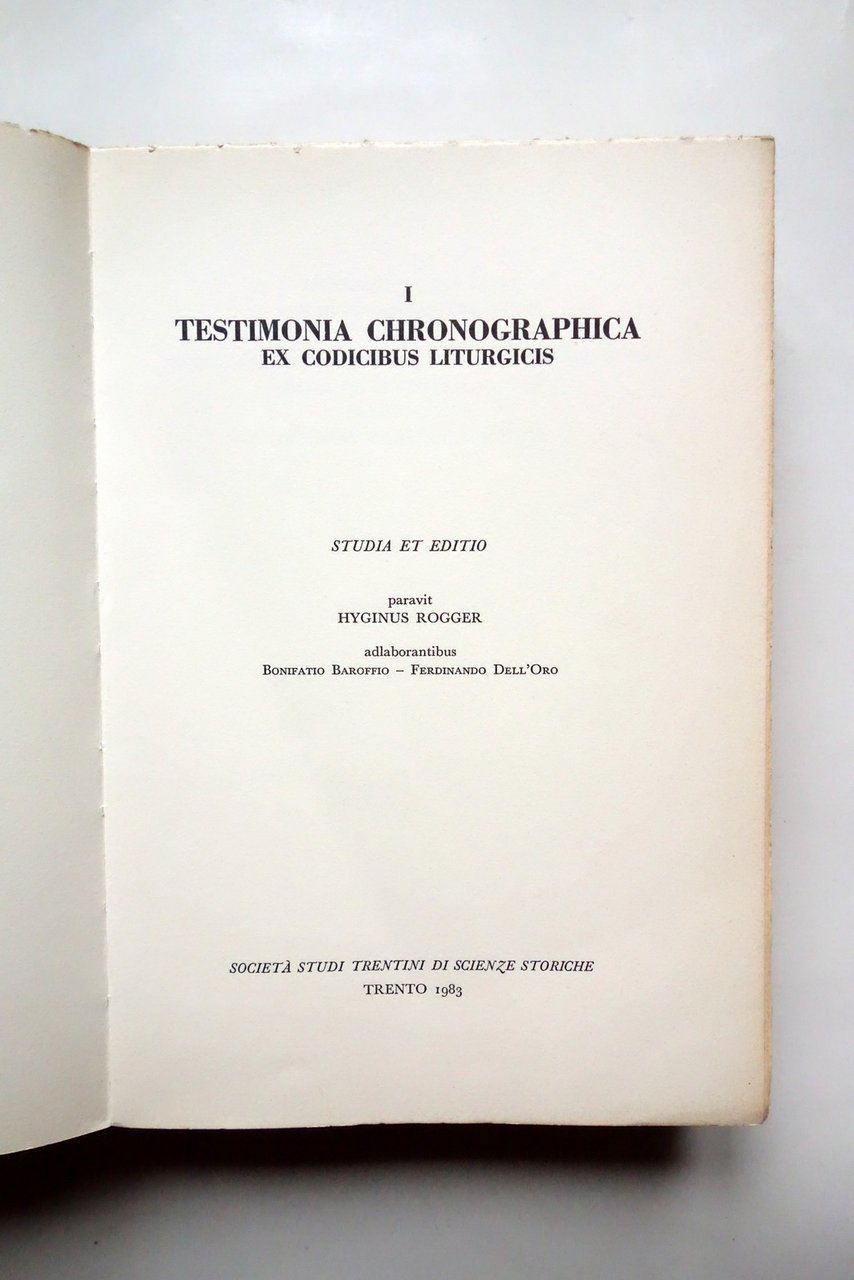 I
TESTIMONIA CHRONOGRAPHICA
EX CODICIBUS LITURGICIS
STUDIA ET EDITIO
paravit
HYGINUS ROGGER
adlaborantibus
Bonifatio Baroffio – Ferdinando Dell'Oro
SOCIETÀ STUDI TRENTINI DI SCIENZE STORICHE
TRENTO 1983